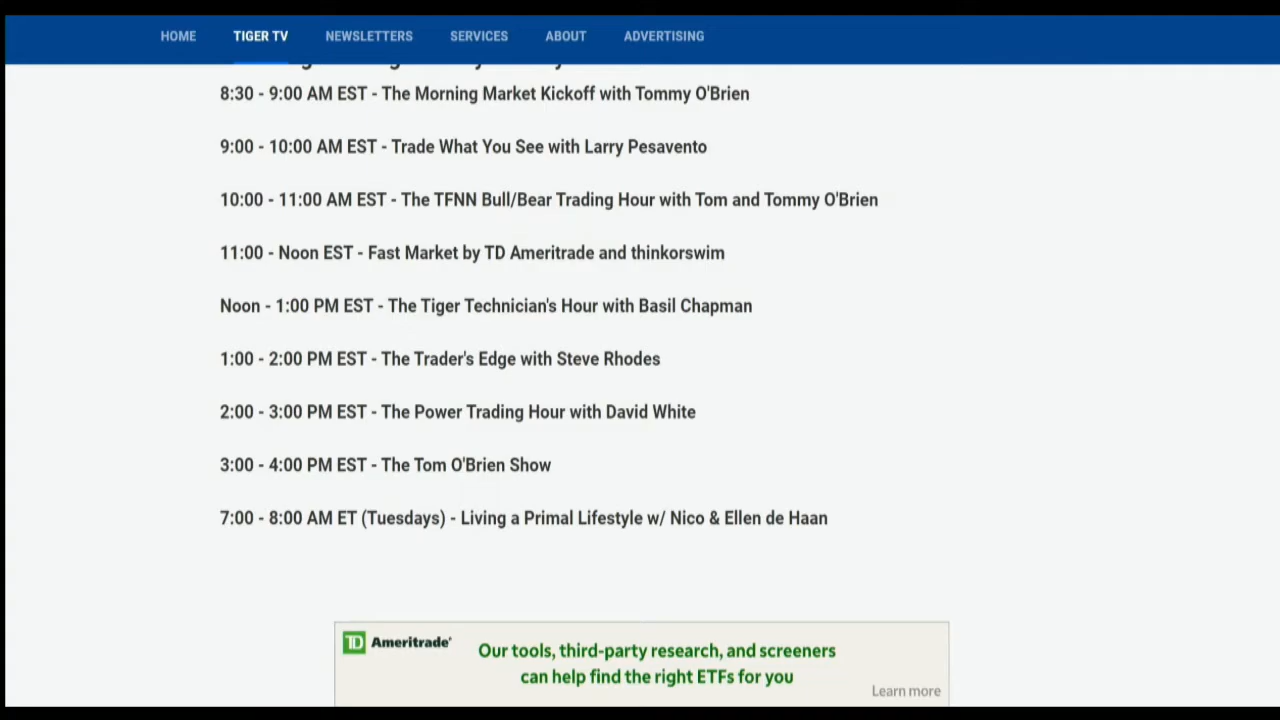 HOME TIGER TV NEWSLETTERS SERVICES ABOUT ADVERTISING
8:30 - 9:00 AM EST - The Morning Market Kickoff with Tommy O'Brien
9:00 - 10:00 AM EST - Trade What You See with Larry Pesavento
10:00 - 11:00 AM EST - The TFNN Bull/Bear Trading Hour with Tom and Tommy O'Brien
11:00 - Noon EST - Fast Market by TD Ameritrade and thinkorswim
Noon - 1:00 PM EST - The Tiger Technician's Hour with Basil Chapman
1:00 - 2:00 PM EST - The Trader's Edge with Steve Rhodes
2:00 - 3:00 PM EST - The Power Trading Hour with David White
3:00 - 4:00 PM EST - The Tom O'Brien Show
7:00 - 8:00 AM ET (Tuesdays) - Living a Primal Lifestyle w/ Nico & Ellen de Haan
TD Ameritrade
Our tools, third-party research, and screeners
can help find the right ETFs for you
Learn more